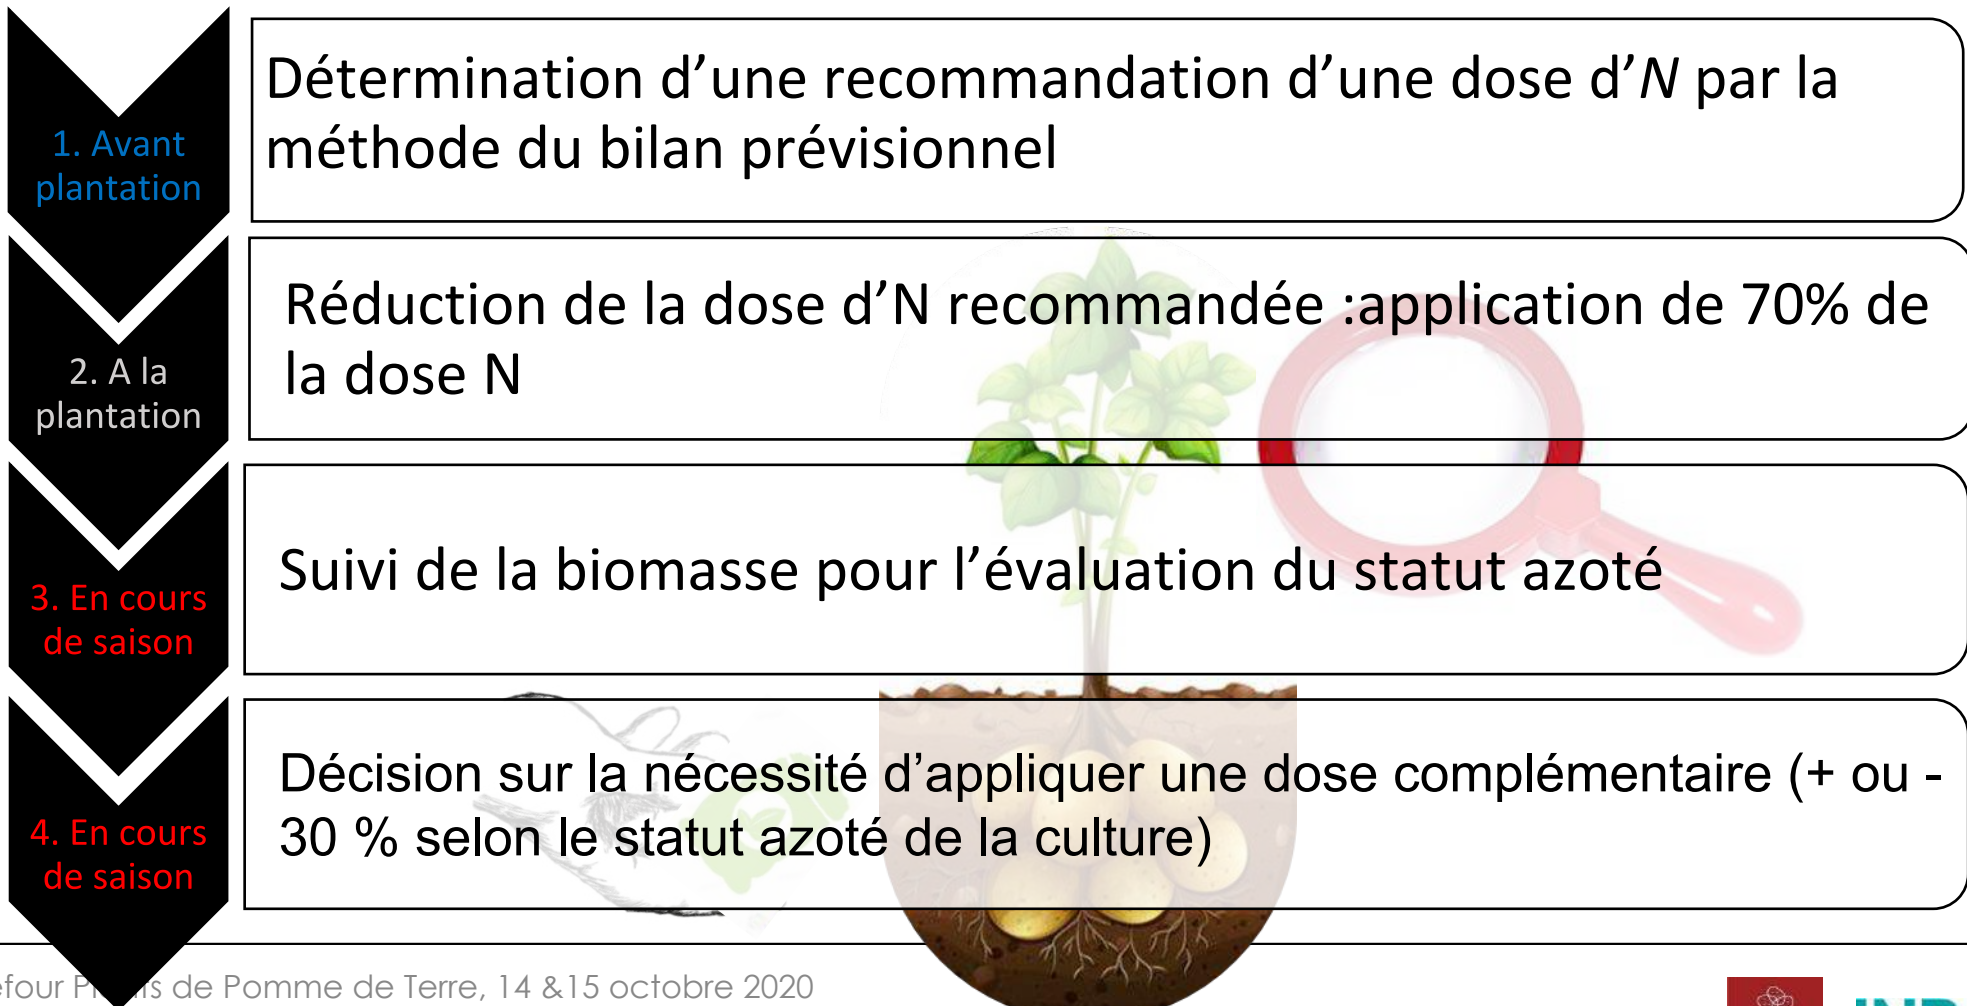 1. Avant
plantation
Détermination d’une recommandation d’une dose d’N par la
méthode du bilan prévisionnel
2. A la
plantation
Réduction de la dose d’N recommandée :application de 70% de
la dose N
3. En cours
de saison
Suivi de la biomasse pour l’évaluation du statut azoté
4. En cours
de saison
Décision sur la nécessité d’appliquer une dose complémentaire (+ ou -
30 % selon le statut azoté de la culture)
de Pomme de Terre, 14 &15 octobre 2020